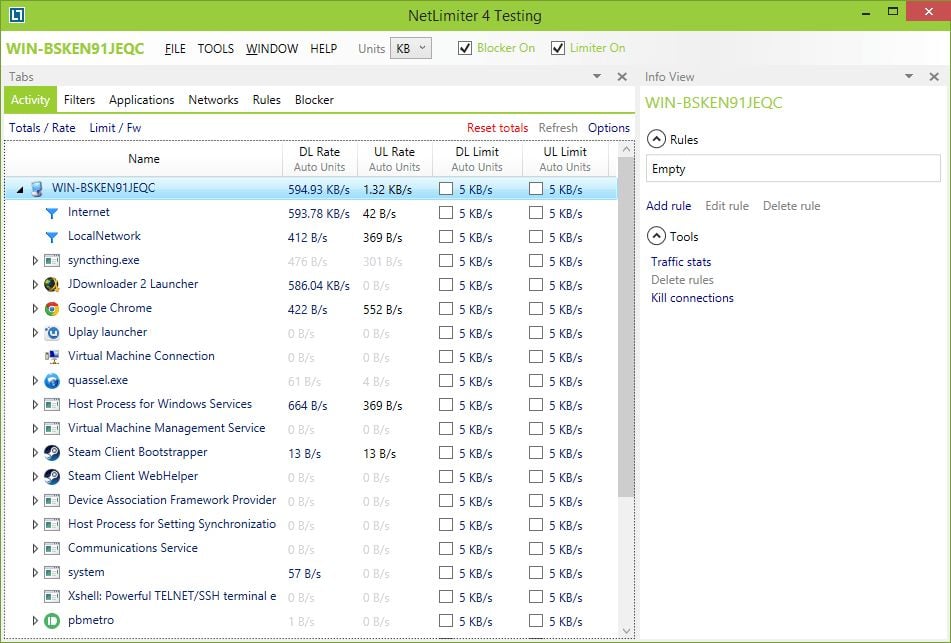 NetLimiter 4 Testing
WIN-BSKEN91JEQC FILE TOOLS WINDOW HELP Units KB Blocker On Limiter On
Tabs
Info View
Activity Filters Applications Networks Rules Blocker
WIN-BSKEN91JEQC
Totals / Rate Limit / Fw Reset totals Refresh Options
Rules
Empty
Add rule Edit rule Delete rule
Tools
Traffic stats
Delete rules
Kill connections
Name DL Rate UL Rate DL Limit UL Limit
Auto Units Auto Units Auto Units Auto Units
WIN-BSKEN91JEQC 594.93 KB/s 1.32 KB/s 5 KB/s 5 KB/s
Internet 593.78 KB/s 42 B/s 5 KB/s 5 KB/s
LocalNetwork 412 B/s 369 B/s 5 KB/s 5 KB/s
syncthing.exe 476 B/s 301 B/s 5 KB/s 5 KB/s
JDownloader 2 Launcher 586.04 KB/s 0 B/s 5 KB/s 5 KB/s
Google Chrome 422 B/s 552 B/s 5 KB/s 5 KB/s
Uplay launcher 0 B/s 0 B/s 5 KB/s 5 KB/s
Virtual Machine Connection 0 B/s 0 B/s 5 KB/s 5 KB/s
quassel.exe 61 B/s 4 B/s 5 KB/s 5 KB/s
Host Process for Windows Services 664 B/s 369 B/s 5 KB/s 5 KB/s
Virtual Machine Management Service 0 B/s 0 B/s 5 KB/s 5 KB/s
Steam Client Bootstrapper 13 B/s 13 B/s 5 KB/s 5 KB/s
Steam Client WebHelper 0 B/s 0 B/s 5 KB/s 5 KB/s
Device Association Framework Provider 0 B/s 0 B/s 5 KB/s 5 KB/s
Host Process for Setting Synchronizatio 0 B/s 0 B/s 5 KB/s 5 KB/s
Communications Service 0 B/s 0 B/s 5 KB/s 5 KB/s
system 57 B/s 0 B/s 5 KB/s 5 KB/s
Xshell: Powerful TELNET/SSH terminal e 0 B/s 0 B/s 5 KB/s 5 KB/s
pbmetro 1 B/s 0 B/s 5 KB/s 5 KB/s